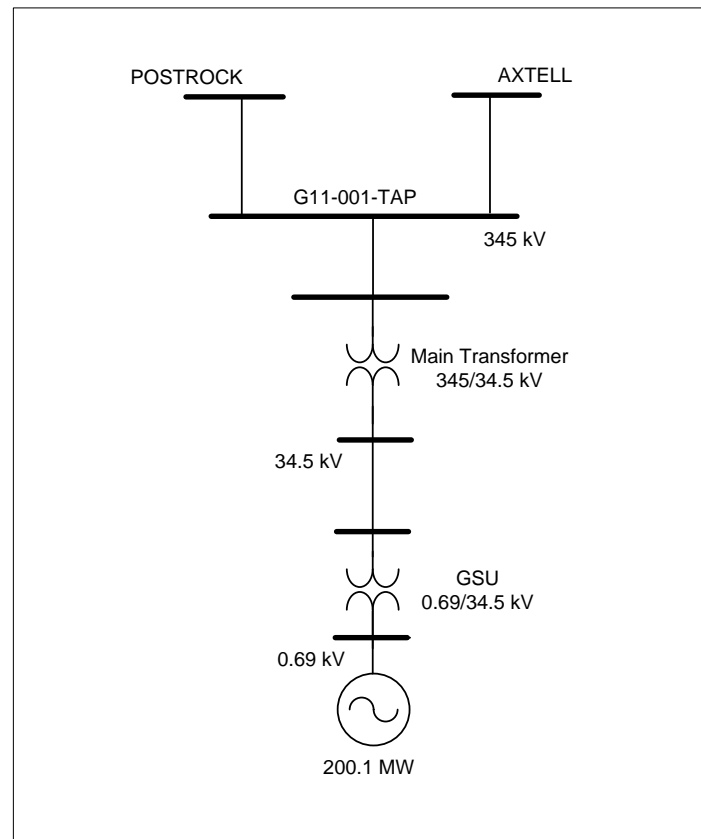 POSTROCK
AXTELL
G11-001-TAP
345 kV
Main Transformer
345/34.5 kV
34.5 kV
GSU
0.69/34.5 kV
0.69 kV
200.1 MW